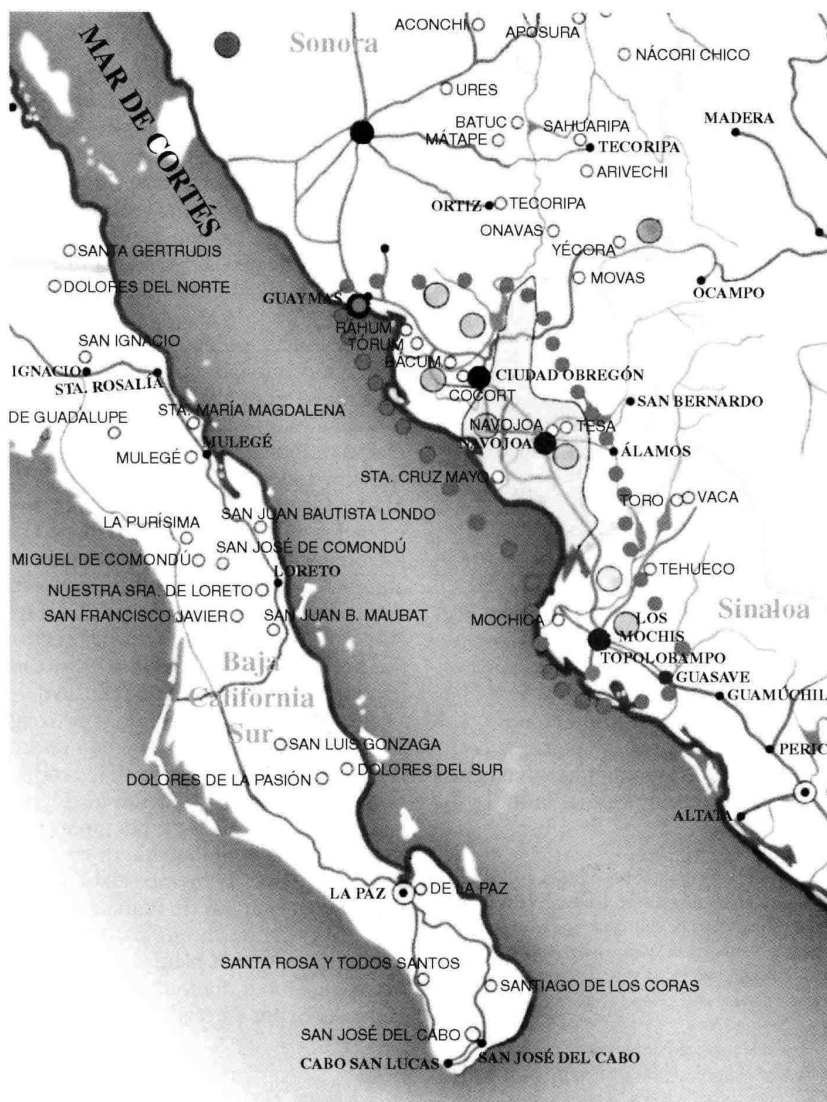 MAR DE CORTÉS
Sonora
ACONCHI
APOSURA
NÁCORI CHICO
URES
BATUC
SAHUARIPA
MADERA
MÁTAPE
TECORIPA
ARIVECHI
ORTIZ
TECORIPA
ONAVAS
YÉCORA
SANTA GERTRUDIS
MOVAS
OCAMPO
DOLORES DEL NORTE
GUAYMAS
RAHUM
TÓRUM
SAN IGNACIO
BÁCUM
IGNACIO
STA. ROSALÍA
CIUDAD OBREGÓN
COCORT
SAN BERNARDO
STA. MARÍA MAGDALENA
DE GUADALUPE
NAVOJOA
TESA
MULEGÉ
NAVOJOA
ÁLAMOS
MULEGÉ
STA. CRUZ MAYO
TORO
VACA
LA PURÍSIMA
SAN JUAN BAUTISTA LONDO
MIGUEL DE COMONDÚ
SAN JOSÉ DE COMONDÚ
LORETO
TEHUECO
NUESTRA SRA. DE LORETO
SAN FRANCISCO JAVIER
SAN JUAN B. MAUBAT
MOCHICA
LOS
MOCHIS
Sinaloa
TOPOLOBAMPO
Baja
California
Sur
GUASAVE
GUAMÚCHIL
SAN LUIS GONZAGA
PERIC
DOLORES DE LA PASIÓN
DOLORES DEL SUR
ALTATA
LA PAZ
DE LA PAZ
SANTA ROSA Y TODOS SANTOS
SANTIAGO DE LOS CORAS
SAN JOSÉ DEL CABO
SAN JOSÉ DEL CABO
CABO SAN LUCAS